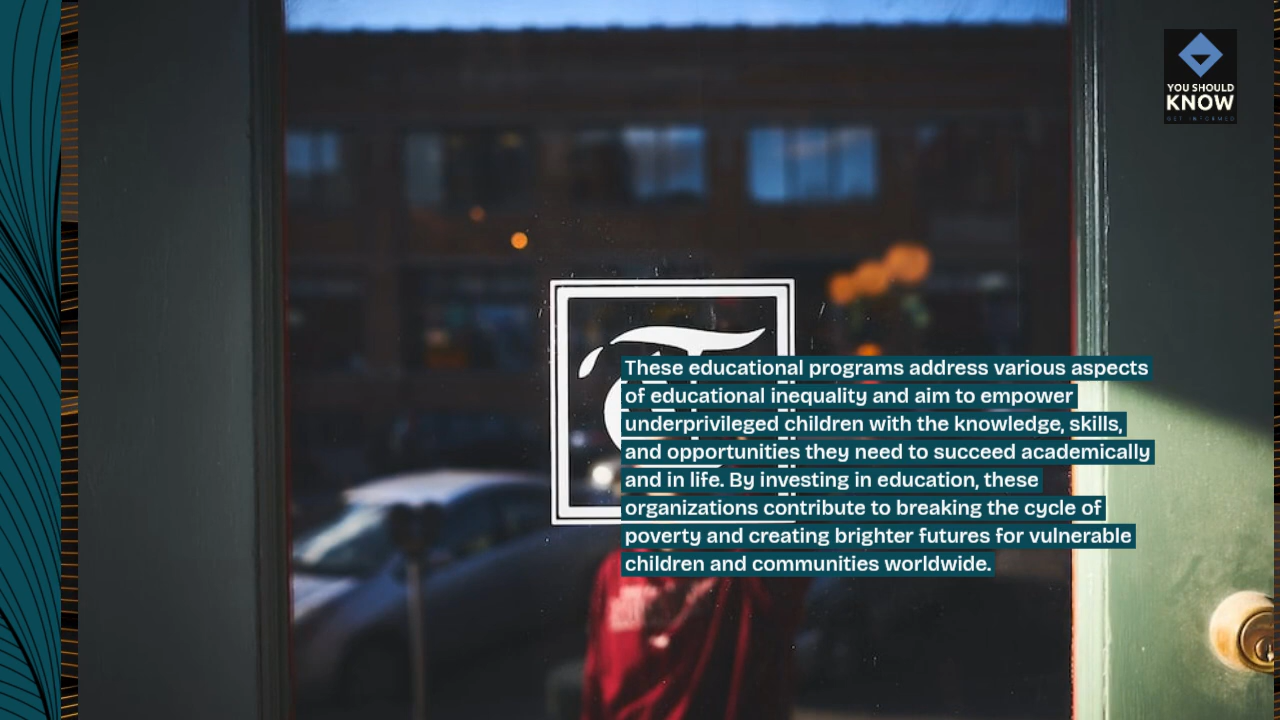 YOU SHOULD
KNOW
GET INFORMED
These educational programs address various aspects
of educational inequality and aim to empower
underprivileged children with the knowledge, skills,
and opportunities they need to succeed academically
and in life. By investing in education, these
organizations contribute to breaking the cycle of
poverty and creating brighter futures for vulnerable
children and communities worldwide.